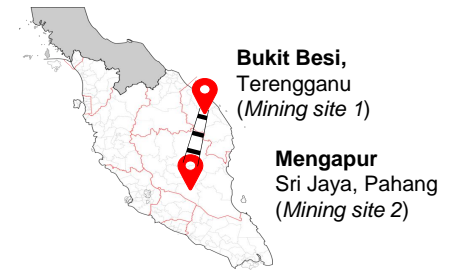 Bukit Besi,
Terengganu
(Mining site 1)
Mengapur
Sri Jaya, Pahang
(Mining site 2)